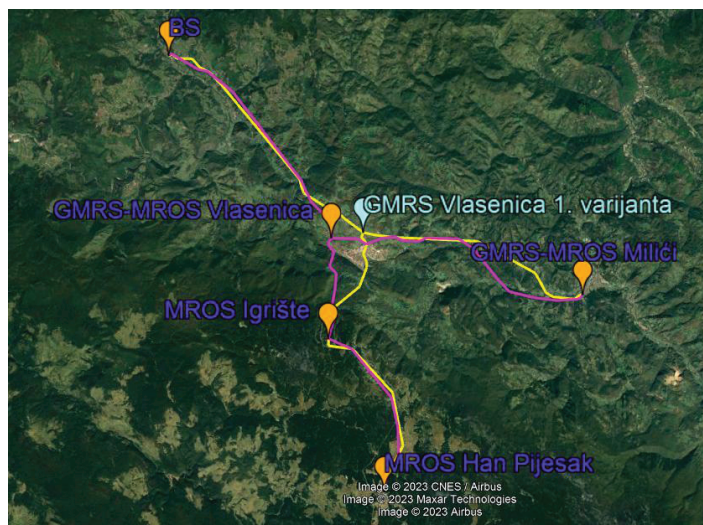 BS
GMRS-MROS Vlasenica
GMRS Vlasenica 1. varijanta
GMRS-MROS Milići
MROS Igrište
MROS Han Pijesak
Image © 2023 CNES / Airbus
Image © 2023 Maxar Technologies
Image © 2023 Airbus